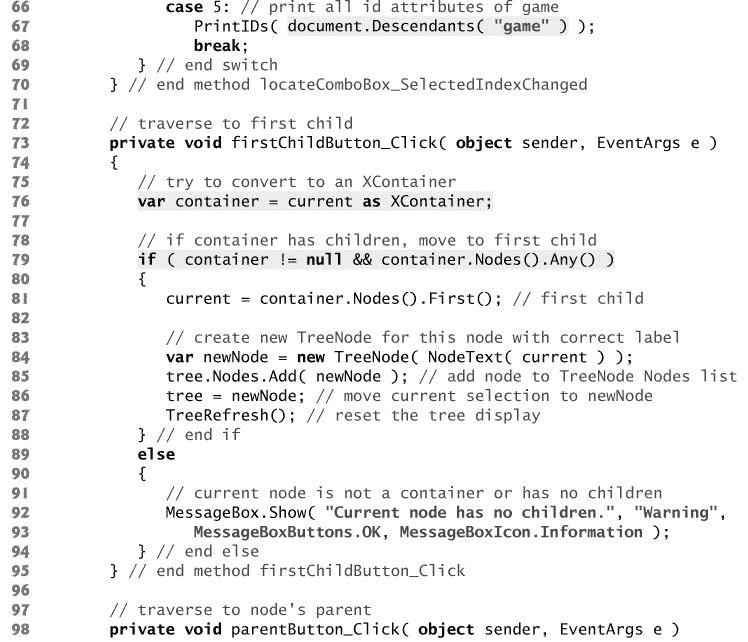 66 case 5: // print all id attributes of game
67 PrintIDs( document.Descendants( "game" ) );
68 break;
69 } // end switch
70 } // end method locateComboBox_SelectedIndexChanged
71
72 // traverse to first child
73 private void firstChildButton_Click( object sender, EventArgs e )
74 {
75 // try to convert to an XContainer
76 var container = current as XContainer;
77
78 // if container has children, move to first child
79 if ( container != null && container.Nodes().Any() )
80 {
81 current = container.Nodes().First(); // first child
82
83 // create new TreeNode for this node with correct label
84 var newNode = new TreeNode( NodeText( current ) );
85 tree.Nodes.Add( newNode ); // add node to TreeNode Nodes list
86 tree = newNode; // move current selection to newNode
87 TreeRefresh(); // reset the tree display
88 } // end if
89 else
90 {
91 // current node is not a container or has no children
92 MessageBox.Show( "Current node has no children.", "Warning",
93 MessageBoxButtons.OK, MessageBoxIcon.Information );
94 } // end else
95 } // end method firstChildButton_Click
96
97 // traverse to node's parent
98 private void parentButton_Click( object sender, EventArgs e )